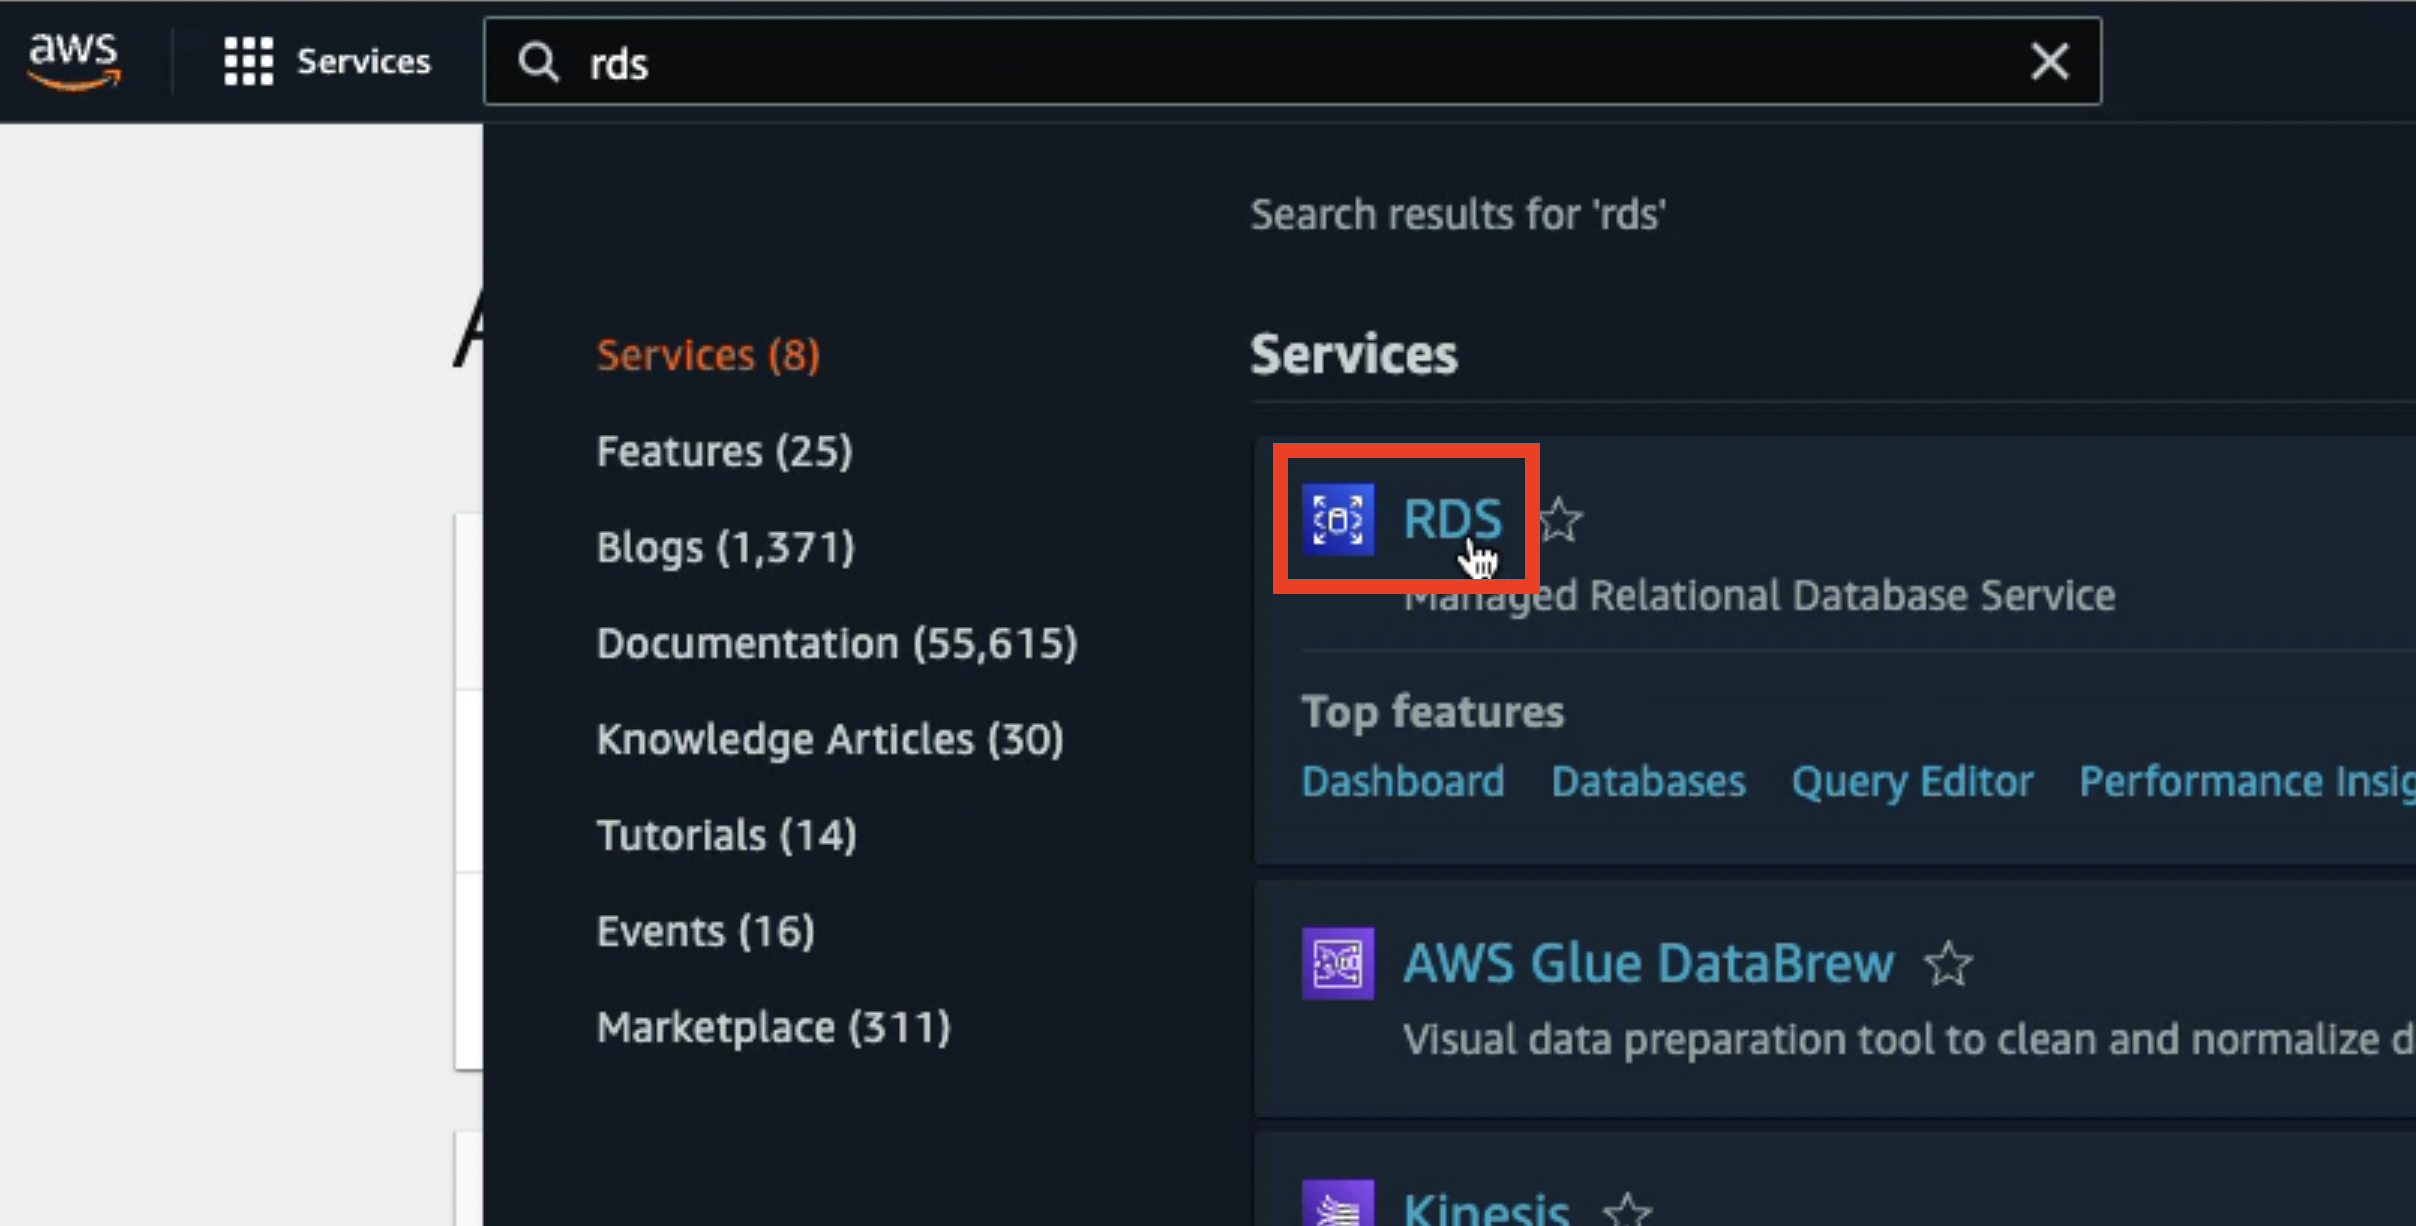 aws
Services
rds
Search results for 'rds'
Services (8)
Features (25)
Blogs (1,371)
Documentation (55,615)
Knowledge Articles (30)
Tutorials (14)
Events (16)
Marketplace (311)
Services
RDS
Managed Relational Database Service
Top features
Dashboard Databases Query Editor Performance Insig
AWS Glue DataBrew
Visual data preparation tool to clean and normalize d
Kinesis